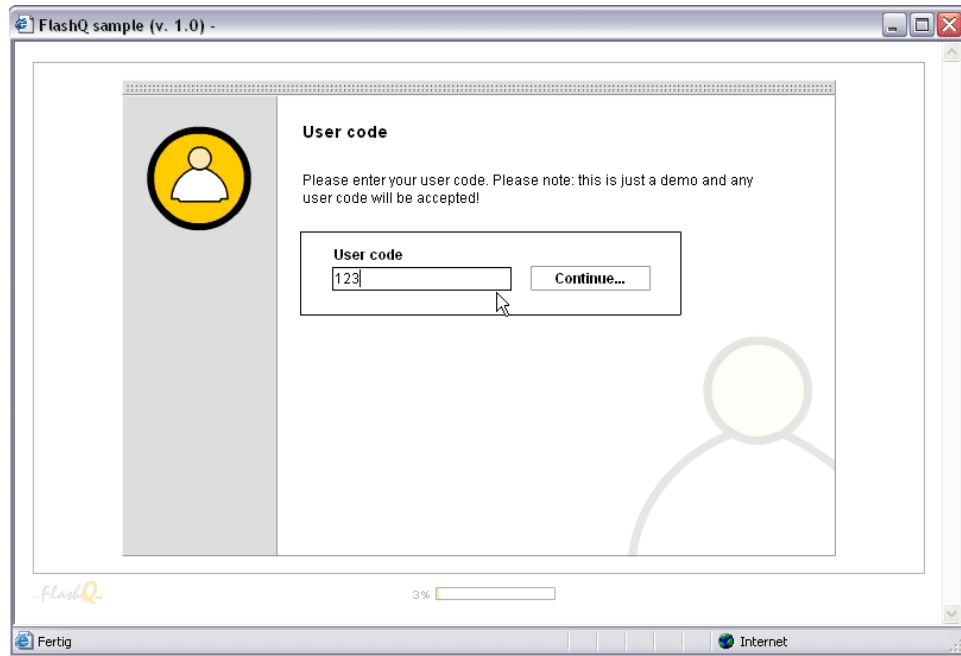 FlashQ sample (v. 1.0) -
User code
Please enter your user code. Please note: this is just a demo and any
user code will be accepted!
User code
123
Continue...
..FlashQ..
3%
Fertig
Internet